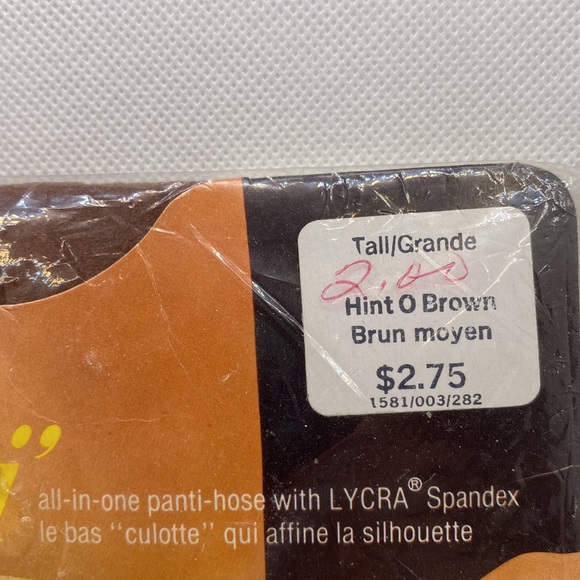 Tall/Grande
2.00
Hint O Brown
Brun moyen
$2.75
1581/003/282
i”
all-in-one panti-hose with LYCRA® Spandex
le bas “culotte” qui affine la silhouette